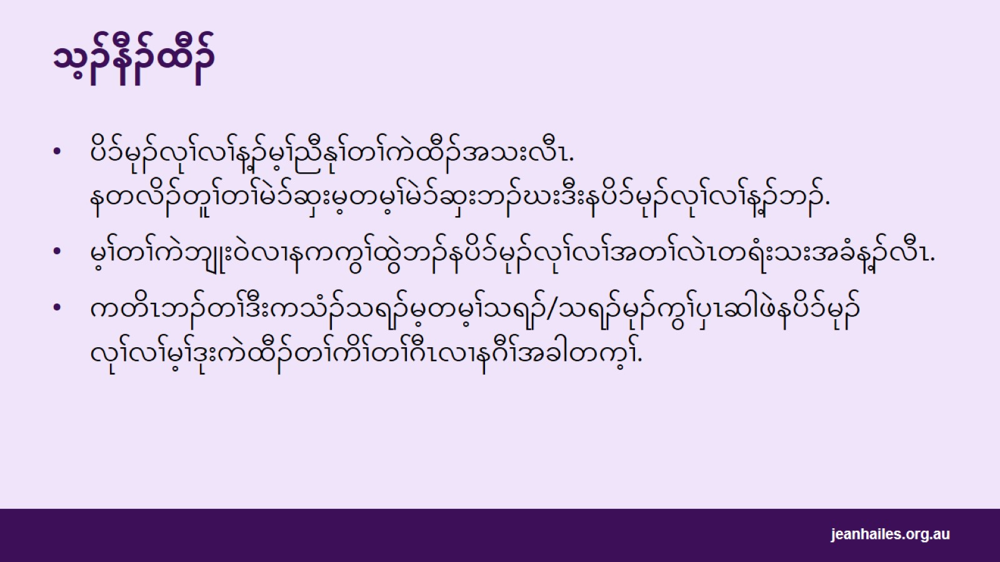 သ့ၣ်နီၣ်ထီၣ်
• ပိာ်မုၣ်လုၢ်လၢ်န့ၣ်မ့ၢ်ညီနုၢ်တၢ်ကဲထီၣ်အသးလီၤ.
နတလိၣ်တူၢ်တၢ်မဲာ်ဆှးမ့တမ့ၢ်မဲာ်ဆှးဘၣ်ဃးဒီးနပိာ်မုၣ်လုၢ်လၢ်န့ၣ်ဘၣ်.
• မ့ၢ်တၢ်ကဲဘျုးဝဲလၢနကကွၢ်ထွဲဘၣ်နပိာ်မုၣ်လုၢ်လၢ်အတၢ်လဲၤတရံးသးအခံန့ၣ်လီၤ.
• ကတိၤဘၣ်တၢ်ဒီးကသံၣ်သရၣ်မ့တမ့ၢ်သရၣ်/သရၣ်မုၣ်ကွၢ်ပှၤဆါဖဲနပိာ်မုၣ်
လုၢ်လၢ်မ့ၢ်ဒုးကဲထီၣ်တၢ်ကိၢ်တၢ်ဂီၤလၢနဂီၢ်အခါတက့ၢ်.
jeanhailes.org.au